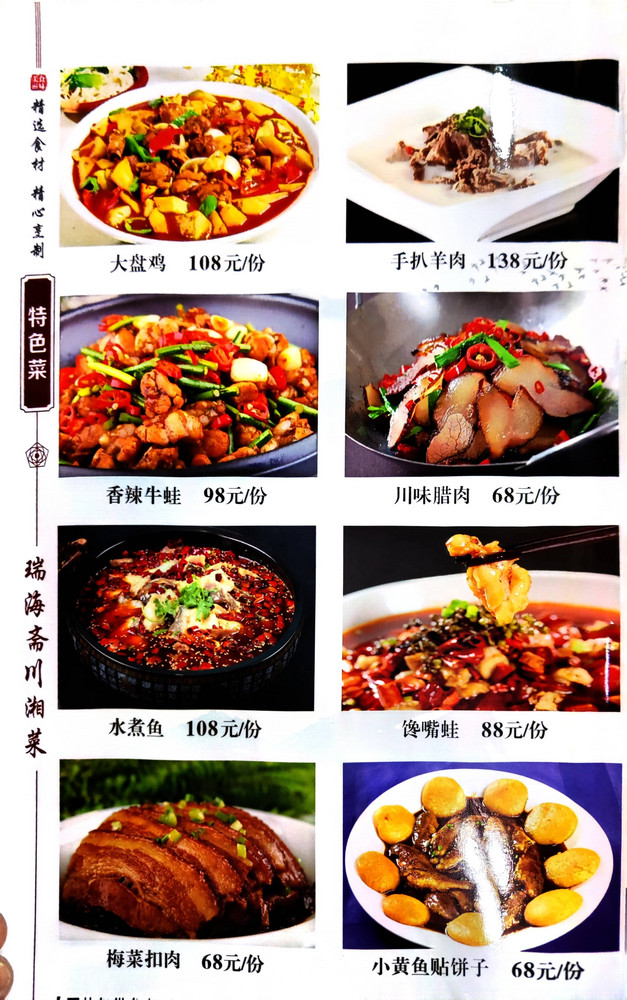 美食
精选食材 精心烹制
特色菜
瑞海斋川湘菜
大盘鸡 108元/份
手扒羊肉 138元/份
香辣牛蛙 98元/份
川味腊肉 68元/份
水煮鱼 108元/份
馋嘴蛙 88元/份
梅菜扣肉 68元/份
小黄鱼贴饼子 68元/份